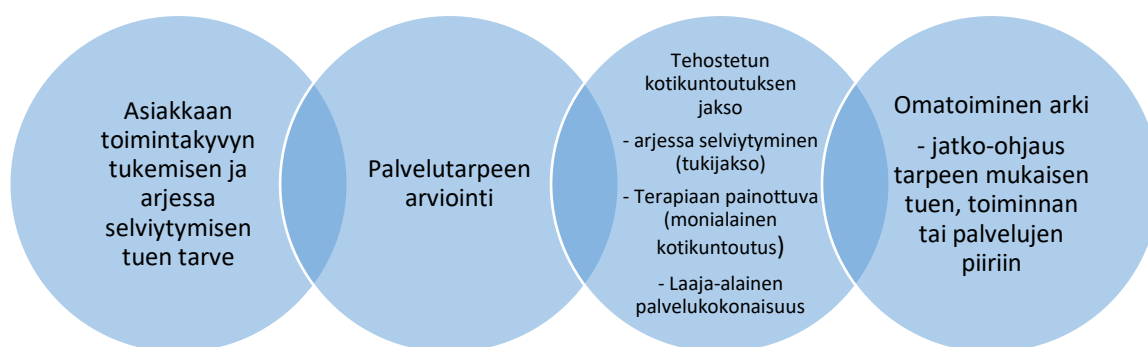 Asiakkaan
toimintakyvyn
tukemisen ja
arjessa
selviytymisen
tuen tarve
Palvelutarpeen
arviointi
Tehostetun
kotikuntoutuksen
jakso
- arjessa selviytyminen
(tukijakso)
- Terapiaan painottuva
(monialainen
kotikuntoutus)
- Laaja-alainen
palvelukokonaisuus
Omatoiminen arki
- jatko-ohjaus
tarpeen mukaisen
tuen, toiminnan
tai palvelujen
piiriin